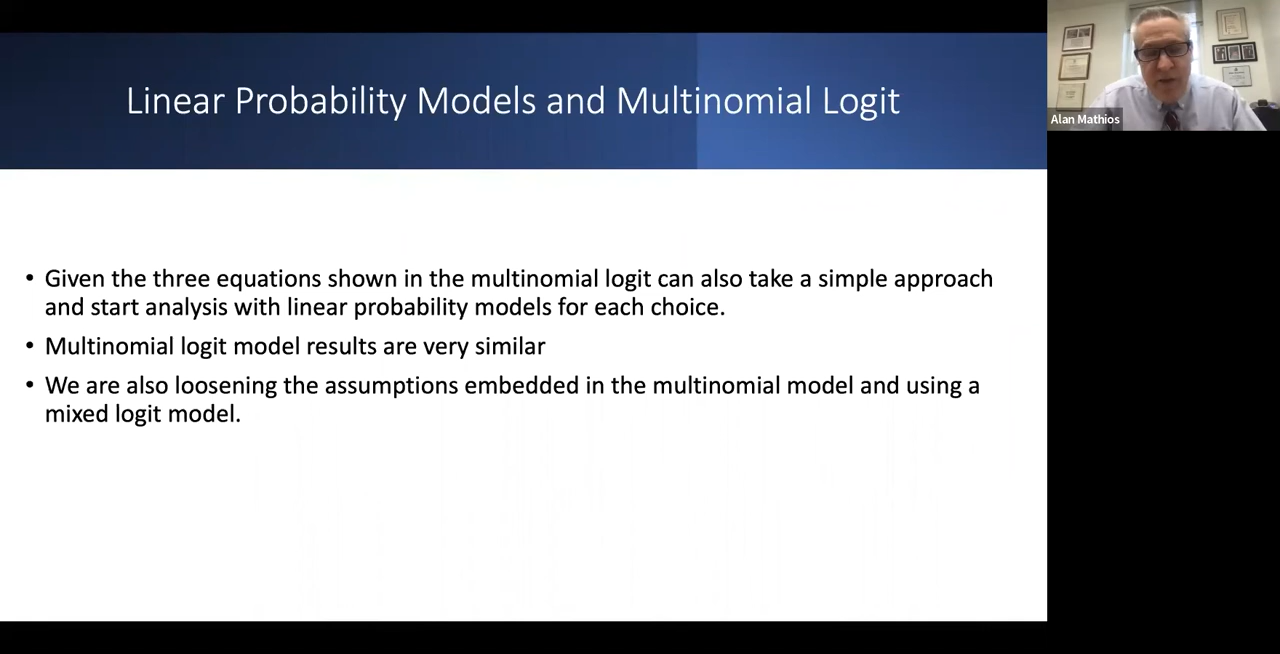 Linear Probability Models and Multinomial Logit
Alan Mathios
• Given the three equations shown in the multinomial logit can also take a simple approach
and start analysis with linear probability models for each choice.
• Multinomial logit model results are very similar
• We are also loosening the assumptions embedded in the multinomial model and using a
mixed logit model.